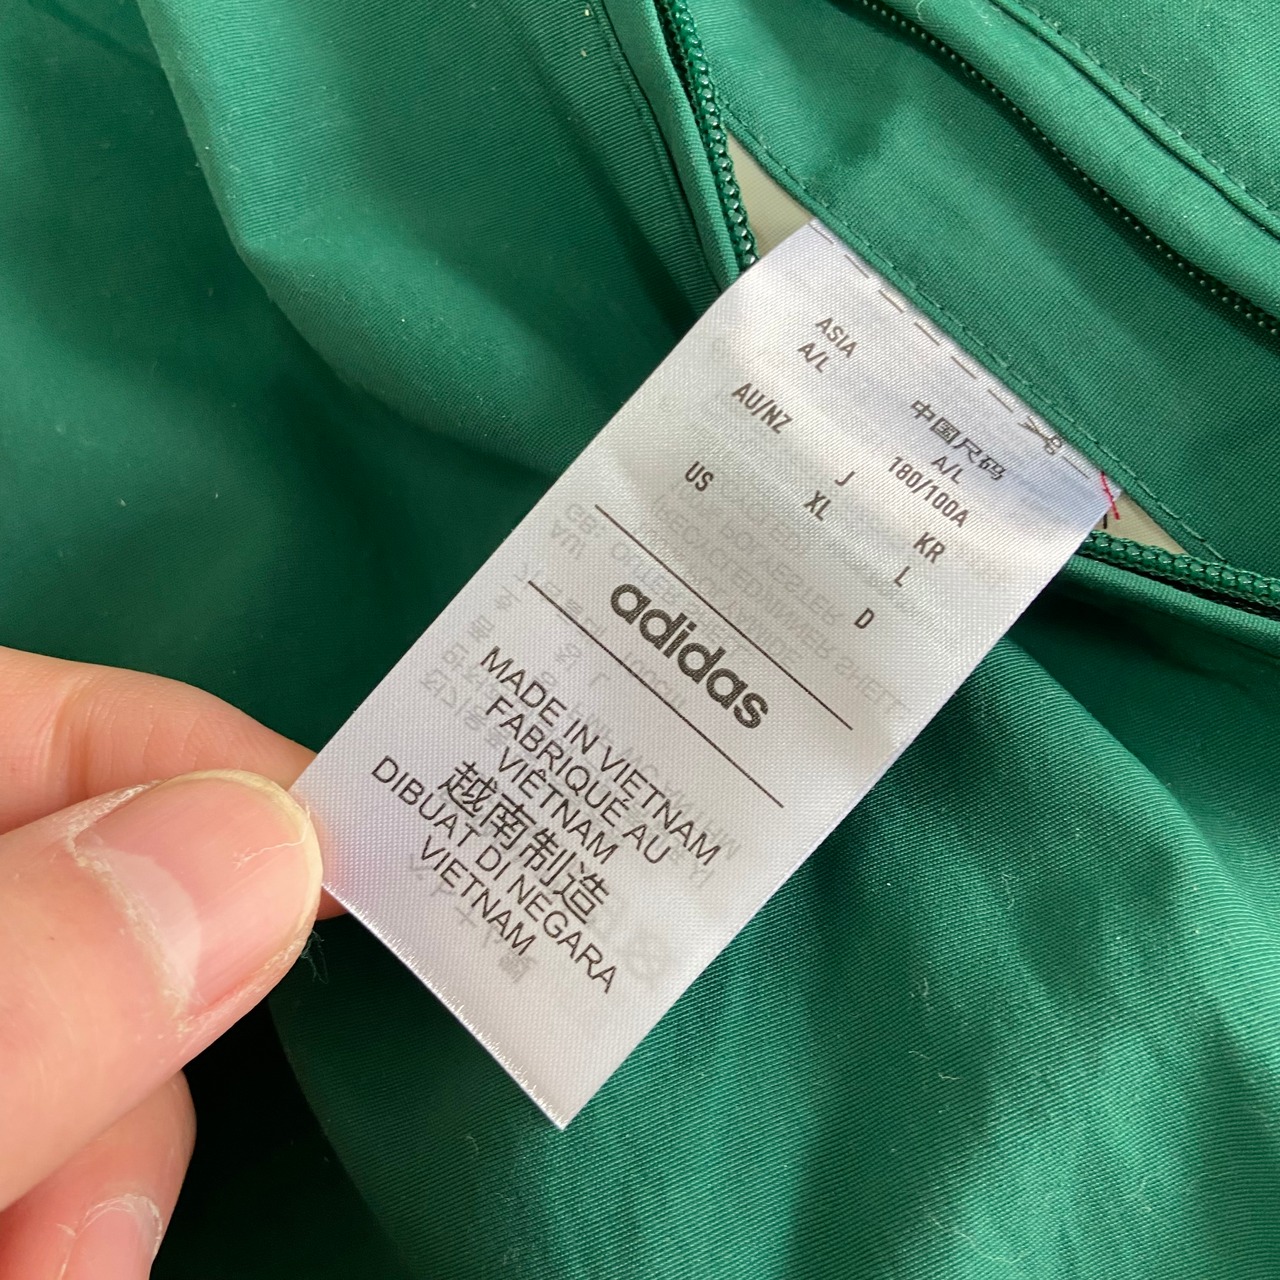 ASIA
A/L
中国尺码
A/L
180/100A
AU/NZ
J
XL
KR
L
US
D
adidas
MADE IN VIETNAM
FABRIQUÉ AU
VIÊTNAM
越南制造
DIBUAT DI NEGARA
VIETNAM